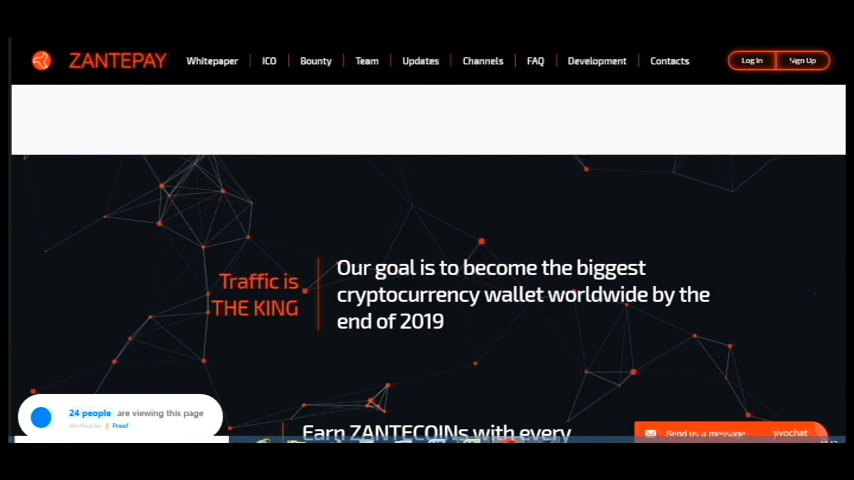 ZANTEPAY
Whitepaper
ICO
Bounty
Team
Updates
Channels
FAQ
Development
Contacts
Log In
Sign Up
Traffic is
THE KING
Our goal is to become the biggest
cryptocurrency wallet worldwide by the
end of 2019
24 people are viewing this page
Verified by Proof
Earn ZANTECOINs with every
Send us a message
jivochat